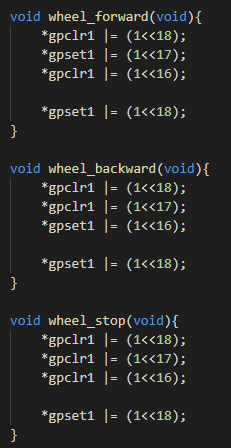 void wheel_forward(void){
    *gpclr1 |= (1<<18);
    *gpset1 |= (1<<17);
    *gpclr1 |= (1<<16);

    *gpset1 |= (1<<18);
}

void wheel_backward(void){
    *gpclr1 |= (1<<18);
    *gpclr1 |= (1<<17);
    *gpset1 |= (1<<16);

    *gpset1 |= (1<<18);
}

void wheel_stop(void){
    *gpclr1 |= (1<<18);
    *gpclr1 |= (1<<17);
    *gpclr1 |= (1<<16);

    *gpset1 |= (1<<18);
}